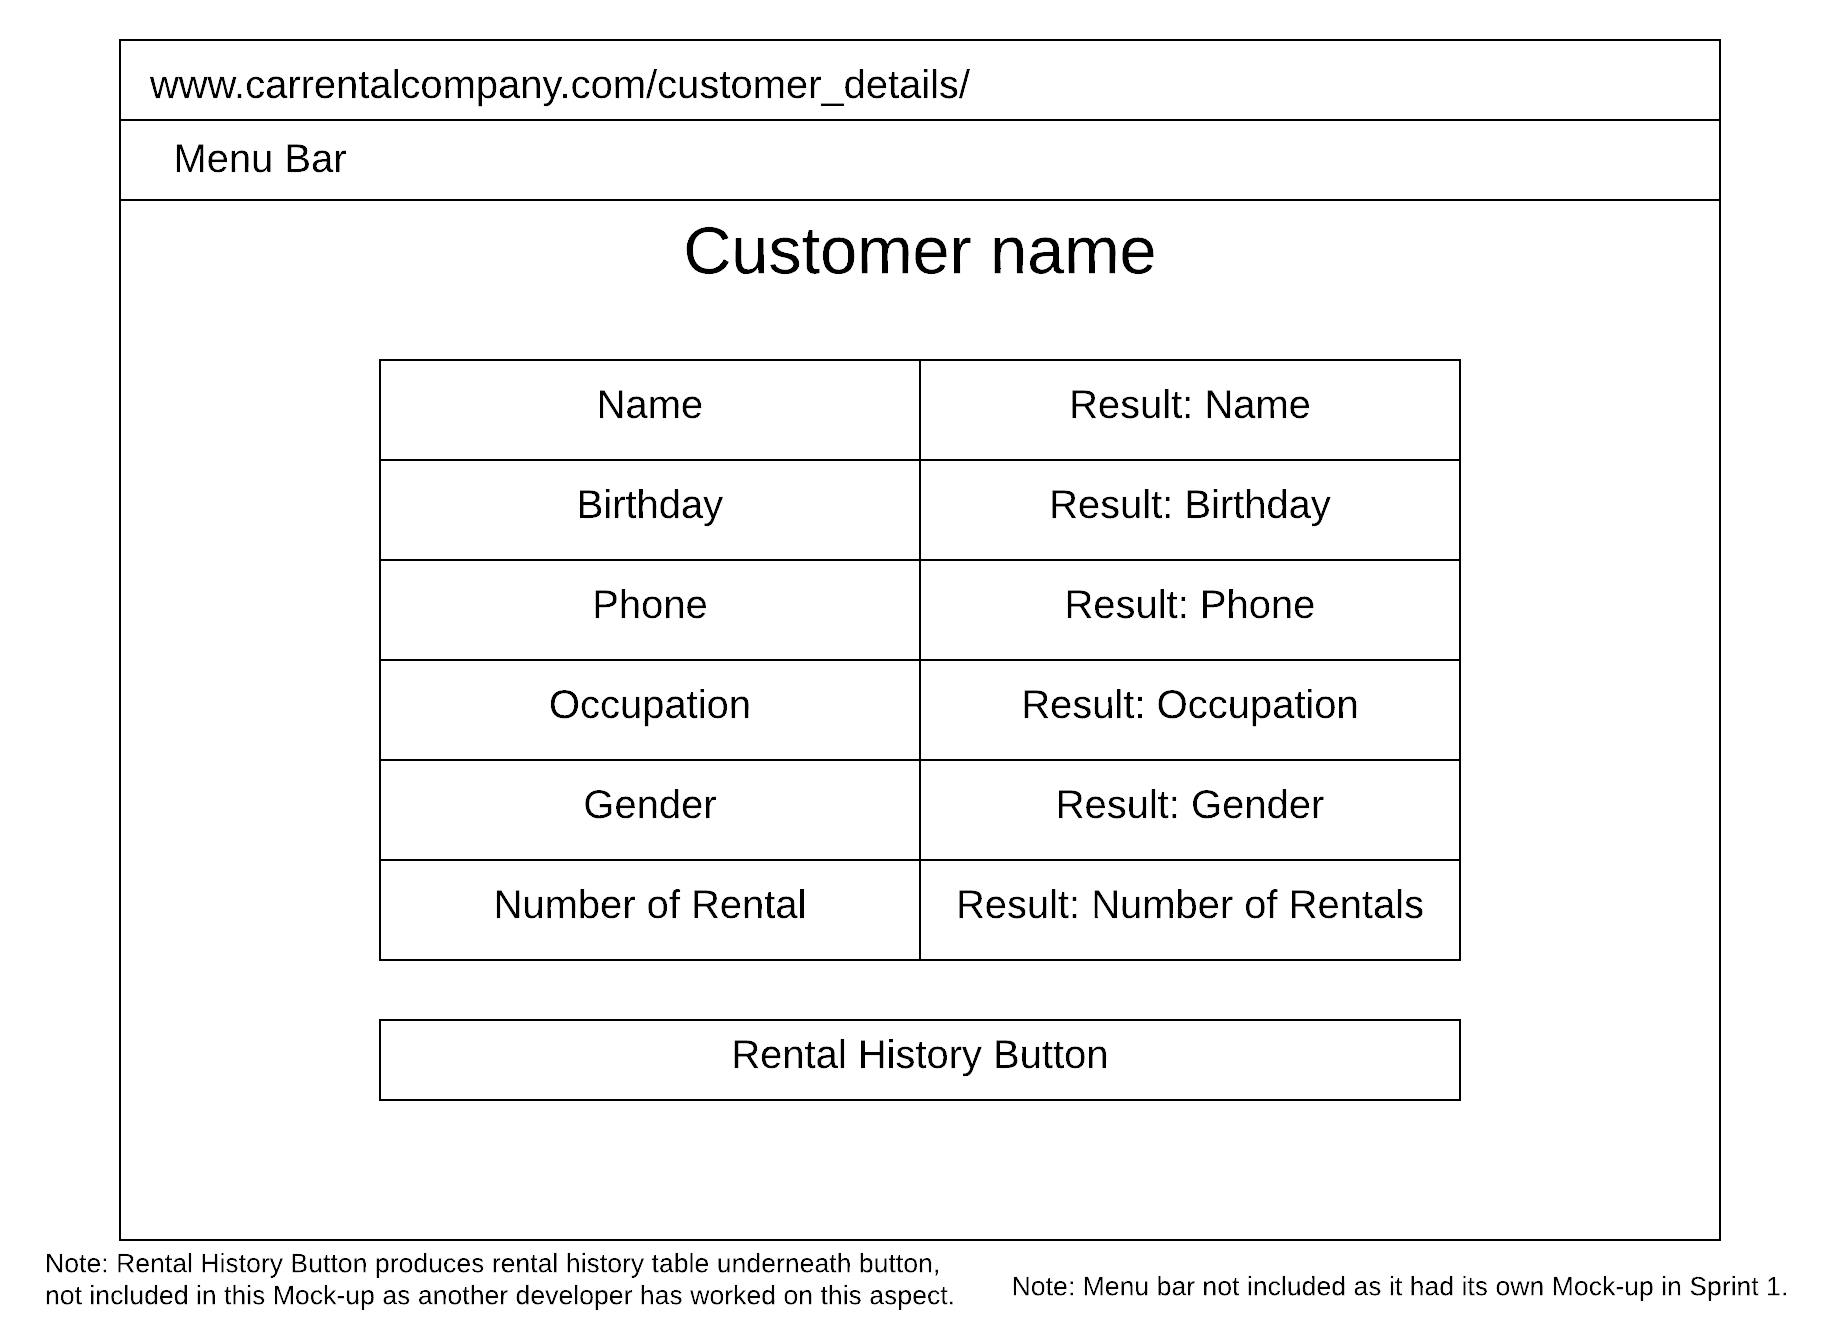 www.carrentalcompany.com/customer_details/
Menu Bar
Customer name
Name
Result: Name
Birthday
Result: Birthday
Phone
Result: Phone
Occupation
Result: Occupation
Gender
Result: Gender
Number of Rental
Result: Number of Rentals
Rental History Button
Note: Rental History Button produces rental history table underneath button,
not included in this Mock-up as another developer has worked on this aspect.
Note: Menu bar not included as it had its own Mock-up in Sprint 1.